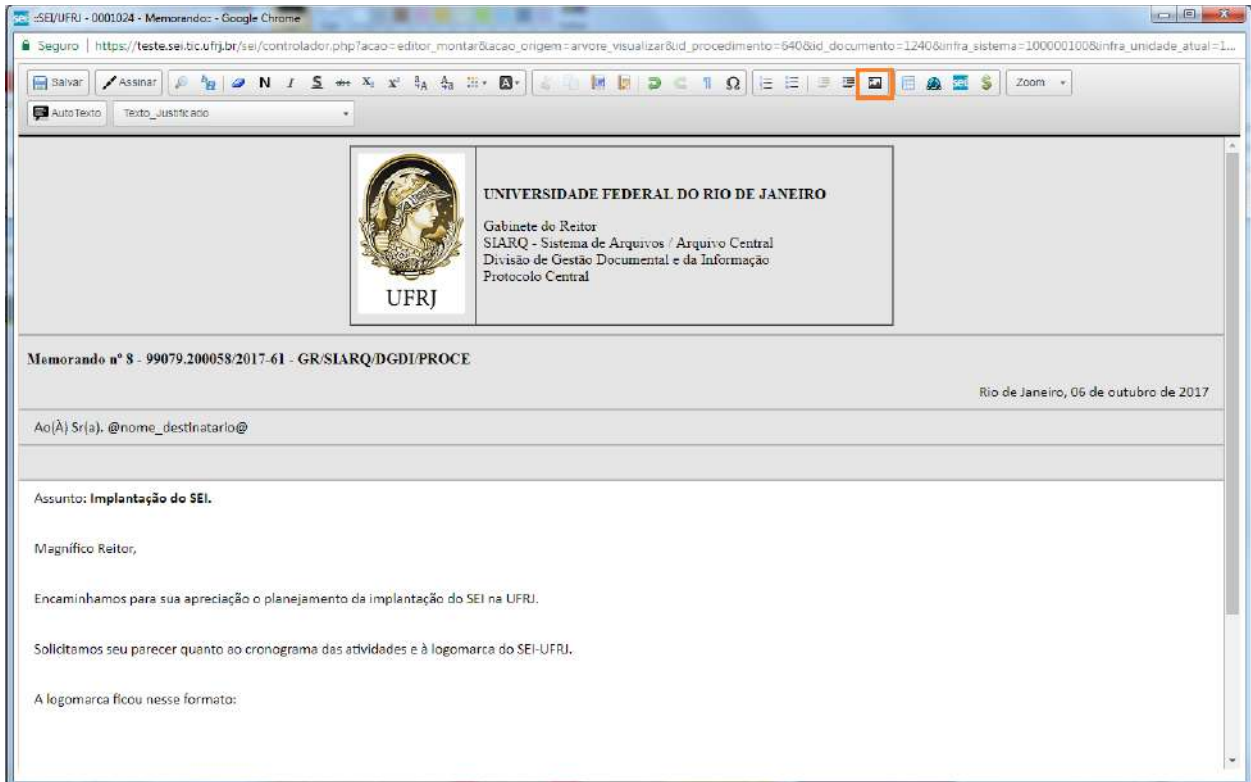 :SEI/UFRJ - 0001024 - Memorando:: - Google Chrome
Seguro | https://teste.sei.tic.ufrj.br/sei/controlador.php?acao=editor_montar&acao_origem=arvore_visualizar&id_procedimento=640&id_documento=1240&infra_sistema=100000100&infra_unidade_atual=1...
Salvar Assinar N I S abc X₂ x² Ω sei $ Zoom
AutoTexto Texto_Justificado
UNIVERSIDADE FEDERAL DO RIO DE JANEIRO
Gabinete do Reitor
SIARQ - Sistema de Arquivos / Arquivo Central
Divisão de Gestão Documental e da Informação
Protocolo Central
UFRJ
Memorando nº 8 - 99079.200058/2017-61 - GR/SIARQ/DGDI/PROCE
Rio de Janeiro, 06 de outubro de 2017
Ao(À) Sr(a). @nome_destinatario@
Assunto: Implantação do SEI.
Magnífico Reitor,
Encaminhamos para sua apreciação o planejamento da implantação do SEI na UFRJ.
Solicitamos seu parecer quanto ao cronograma das atividades e à logomarca do SEI-UFRJ.
A logomarca ficou nesse formato: